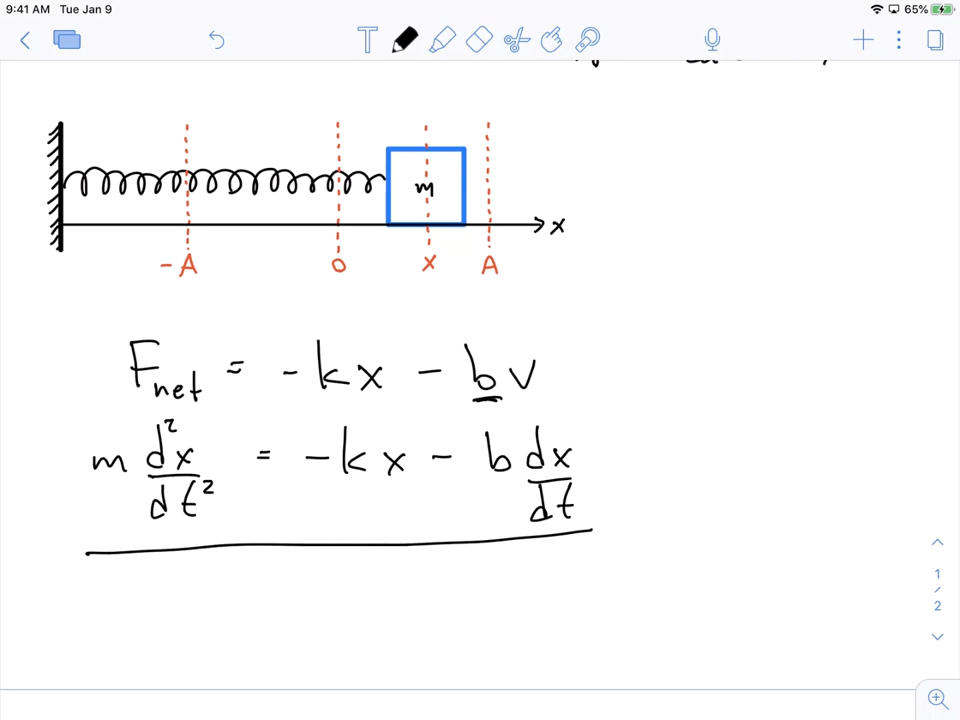 9:41 AM Tue Jan 9 65%
T
m
x
-A 0 x A
F_net = -kx - bv
m d²x/dt² = -kx - b dx/dt
1
/
2